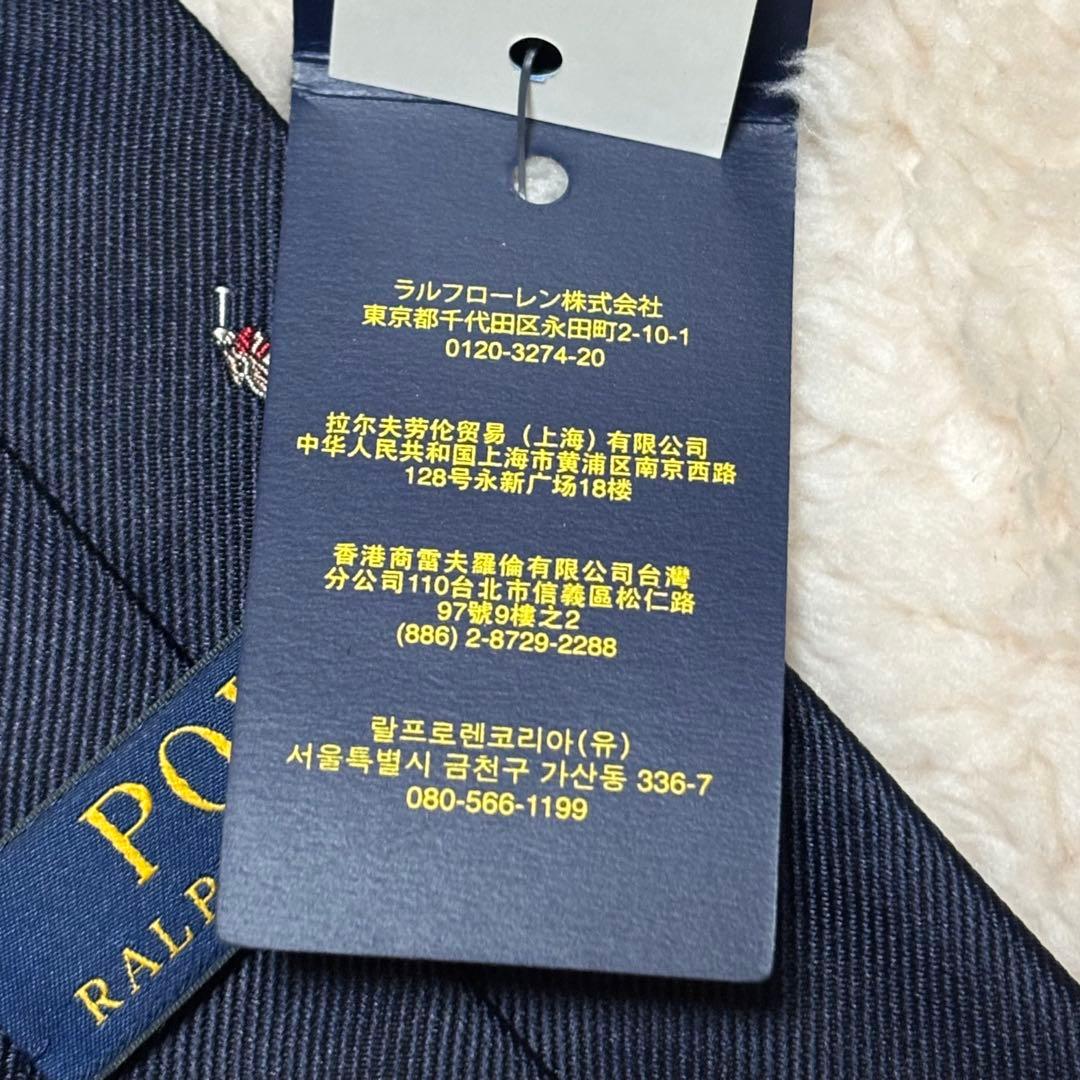 ラルフローレン株式会社
東京都千代田区永田町2-10-1
0120-3274-20
拉尔夫劳伦贸易（上海）有限公司
中华人民共和国上海市黄浦区南京西路
128号永新广场18楼
香港商雷夫羅倫有限公司台灣
分公司110台北市信義區松仁路
97號9樓之2
(886) 2-8729-2288
랄프로렌코리아(유)
서울특별시 금천구 가산동 336-7
080-566-1199
PO
RALP